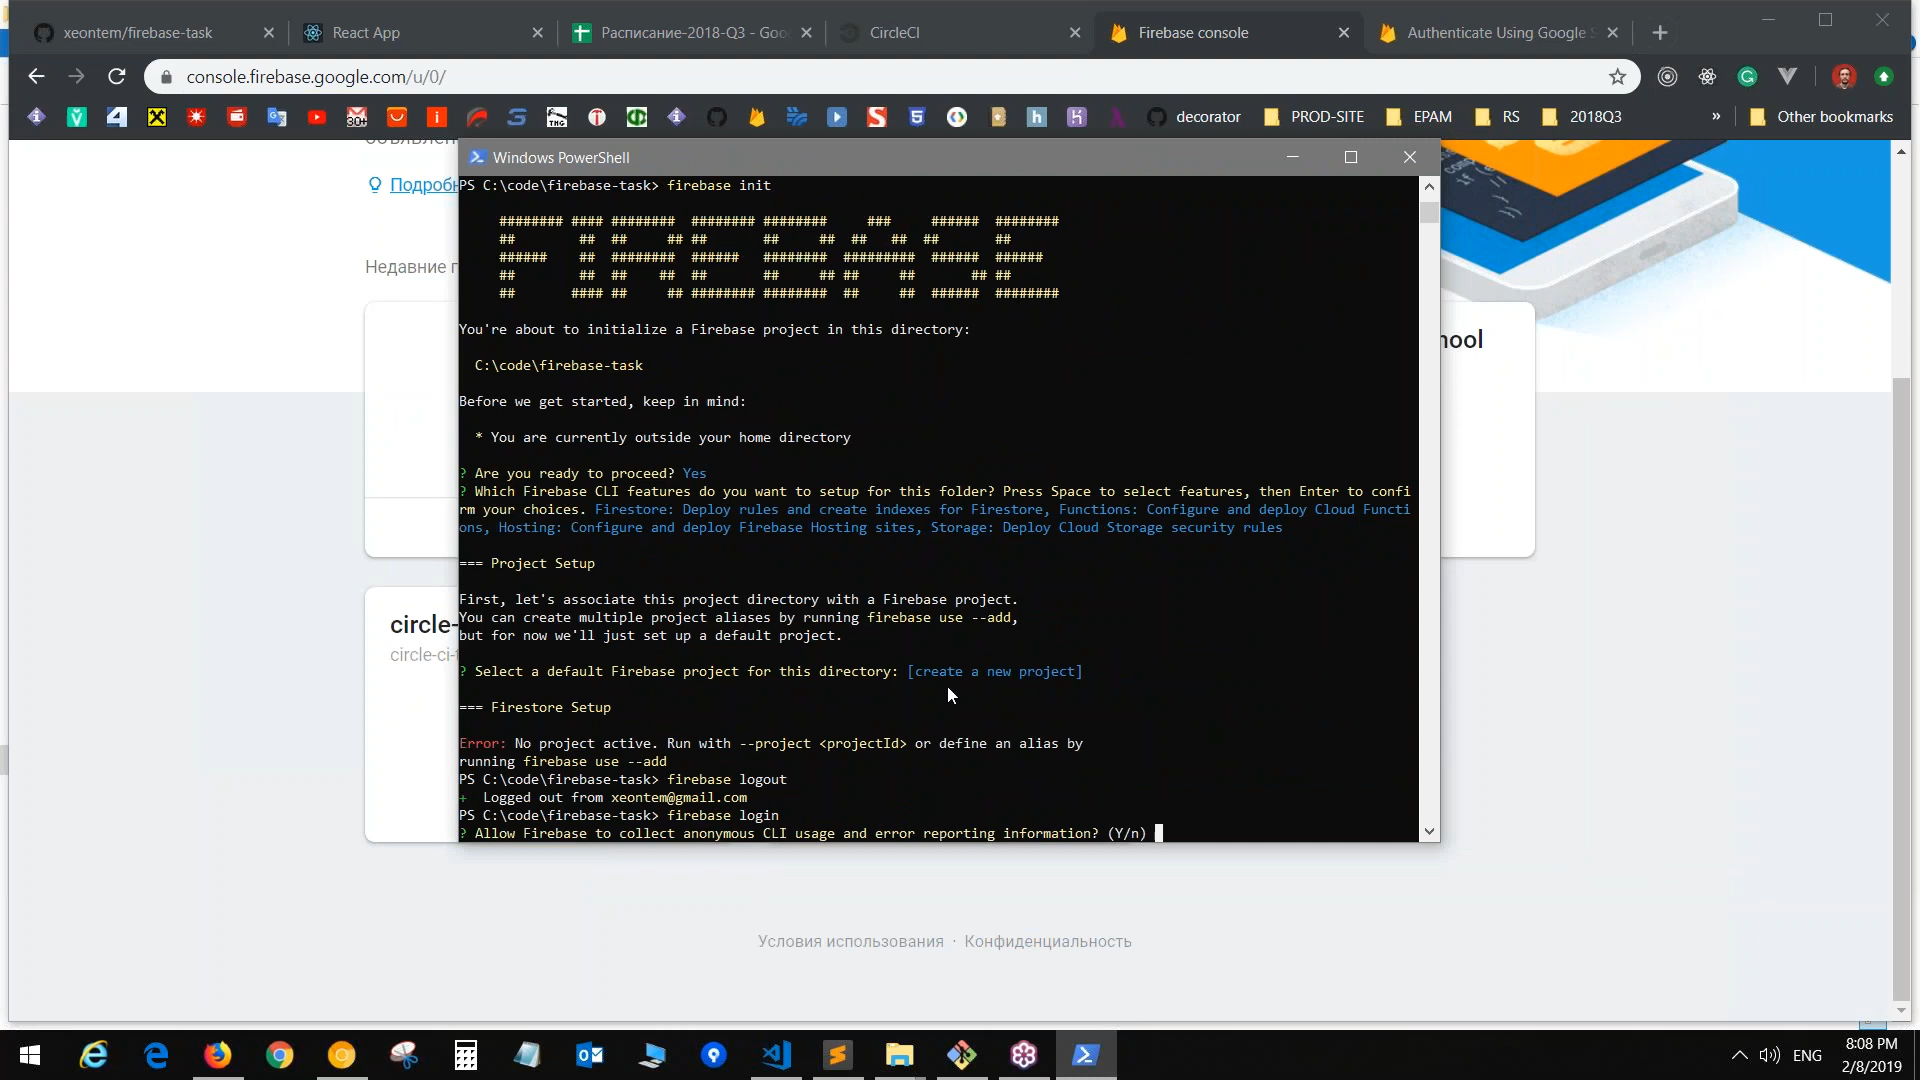 xeontem/firebase-task
React App
Расписание-2018-Q3 - Goo
CircleCI
Firebase console
Authenticate Using Google S
console.firebase.google.com/u/0/
decorator
PROD-SITE
EPAM
RS
2018Q3
»
Other bookmarks
Подробн
Недавние п
hool
circle-
circle-ci-t
Windows PowerShell
PS C:\code\firebase-task> firebase init
######## #### ########  ######## ########     ###     ######  ########
##        ##  ##     ## ##       ##     ##  ##   ##  ##       ##
######    ##  ########  ######   ########  #########  ######  ######
##        ##  ##    ##  ##       ##     ## ##     ##       ## ##
##       #### ##     ## ######## ########  ##     ##  ######  ########
You're about to initialize a Firebase project in this directory:
C:\code\firebase-task
Before we get started, keep in mind:
* You are currently outside your home directory
? Are you ready to proceed? Yes
? Which Firebase CLI features do you want to setup for this folder? Press Space to select features, then Enter to confi
rm your choices. Firestore: Deploy rules and create indexes for Firestore, Functions: Configure and deploy Cloud Functi
ons, Hosting: Configure and deploy Firebase Hosting sites, Storage: Deploy Cloud Storage security rules
=== Project Setup
First, let's associate this project directory with a Firebase project.
You can create multiple project aliases by running firebase use --add,
but for now we'll just set up a default project.
? Select a default Firebase project for this directory: [create a new project]
=== Firestore Setup
Error: No project active. Run with --project <projectId> or define an alias by
running firebase use --add
PS C:\code\firebase-task> firebase logout
+  Logged out from xeontem@gmail.com
PS C:\code\firebase-task> firebase login
? Allow Firebase to collect anonymous CLI usage and error reporting information? (Y/n)
Условия использования · Конфиденциальность
ENG
8:08 PM
2/8/2019